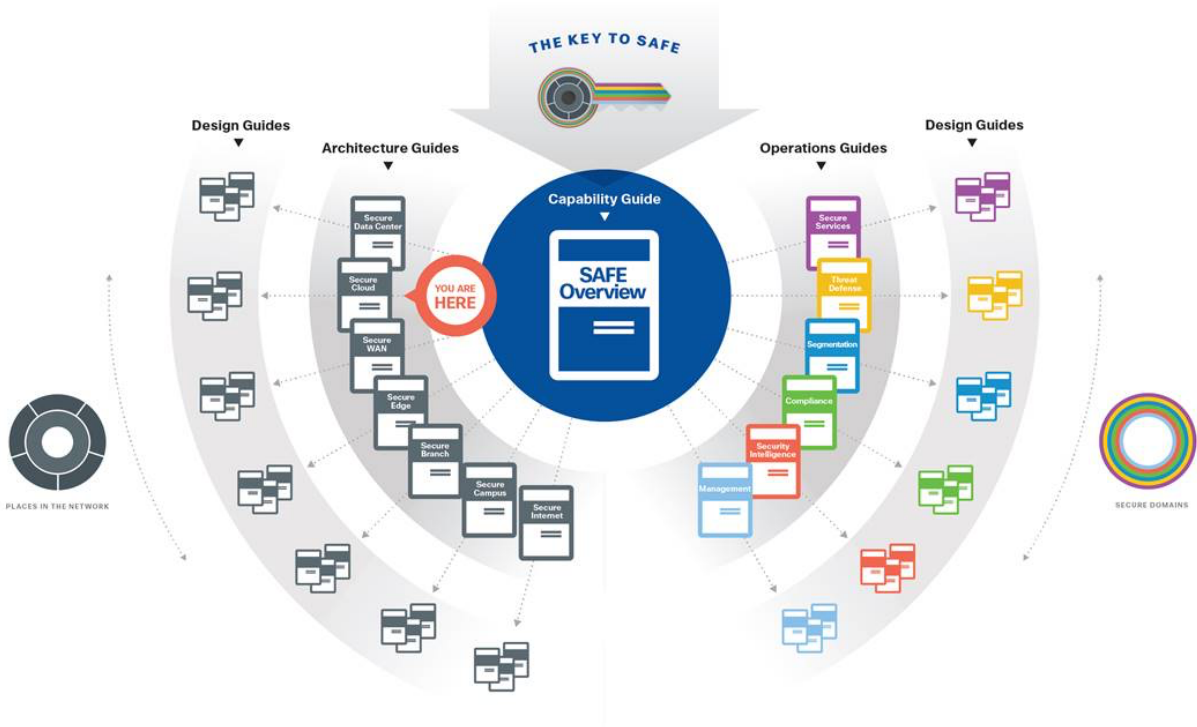 THE KEY TO SAFE
Design Guides
Architecture Guides
Capability Guide
Operations Guides
Design Guides
SAFE
Overview
YOU ARE
HERE
Secure
Data Center
Secure
Cloud
Secure
WAN
Secure
Edge
Secure
Branch
Secure
Campus
Secure
Internet
Secure
Services
Threat
Defense
Segmentation
Compliance
Security
Intelligence
Management
PLACES IN THE NETWORK
SECURE DOMAINS